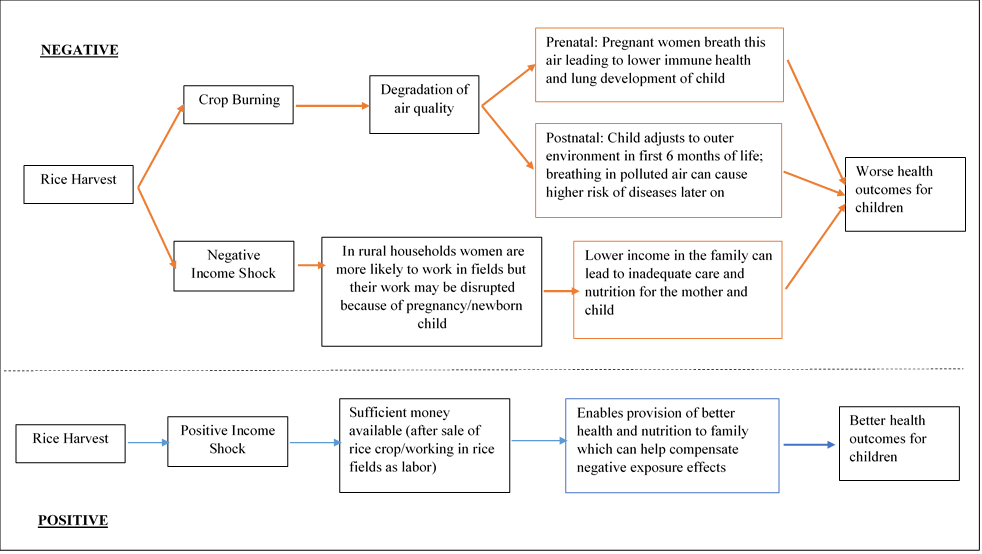 NEGATIVE
Prenatal: Pregnant women breath this
air leading to lower immune health
and lung development of child
Crop Burning
Degradation of
air quality
Postnatal: Child adjusts to outer
environment in first 6 months of life;
breathing in polluted air can cause
higher risk of diseases later on
Rice Harvest
Worse health
outcomes for
children
Negative
Income Shock
In rural households women are
more likely to work in fields but
their work may be disrupted
because of pregnancy/newborn
child
Lower income in the family can
lead to inadequate care and
nutrition for the mother and
child
Rice Harvest
Positive Income
Shock
Sufficient money
available (after sale of
rice crop/working in rice
fields as labor)
Enables provision of better
health and nutrition to family
which can help compensate
negative exposure effects
Better health
outcomes for
children
POSITIVE